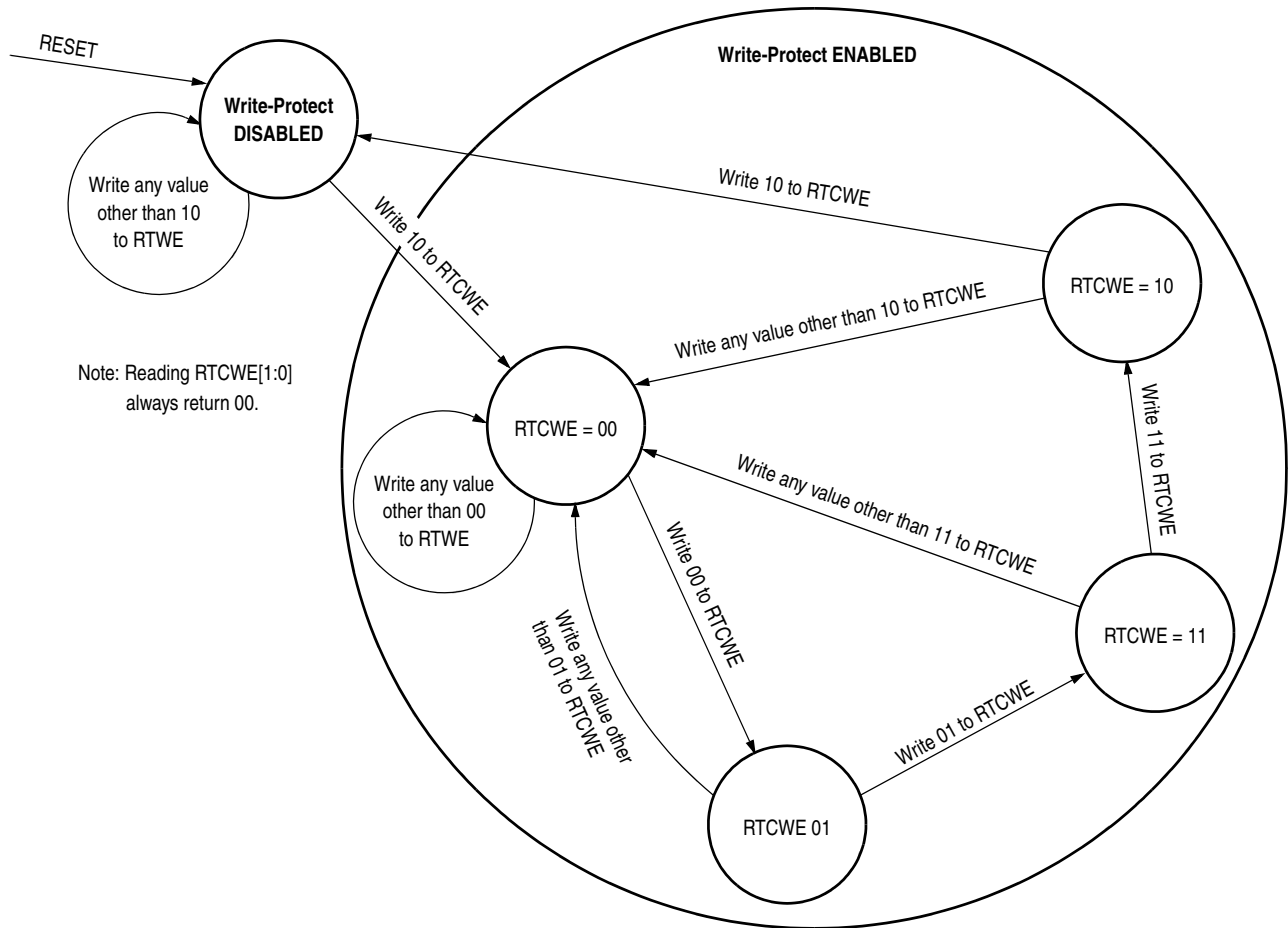 RESET
Write-Protect ENABLED
Write-Protect
DISABLED
Write any value
other than 10
to RTWE
Write 10 to RTCWE
Write 10 to RTCWE
RTCWE = 10
Write any value other than 10 to RTCWE
Note: Reading RTCWE[1:0]
always return 00.
RTCWE = 00
Write any value
other than 00
to RTWE
Write any value other than 11 to RTCWE
Write 11 to RTCWE
Write 00 to RTCWE
Write any value other
than 01 to RTCWE
RTCWE = 11
Write 01 to RTCWE
RTCWE 01